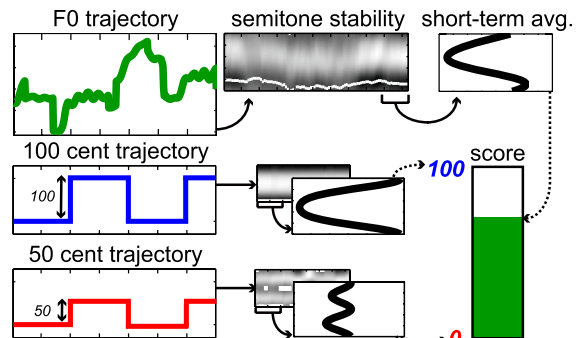 F0 trajectory
semitone stability
short-term avg.
100 cent trajectory
100
100
score
50 cent trajectory
50
0